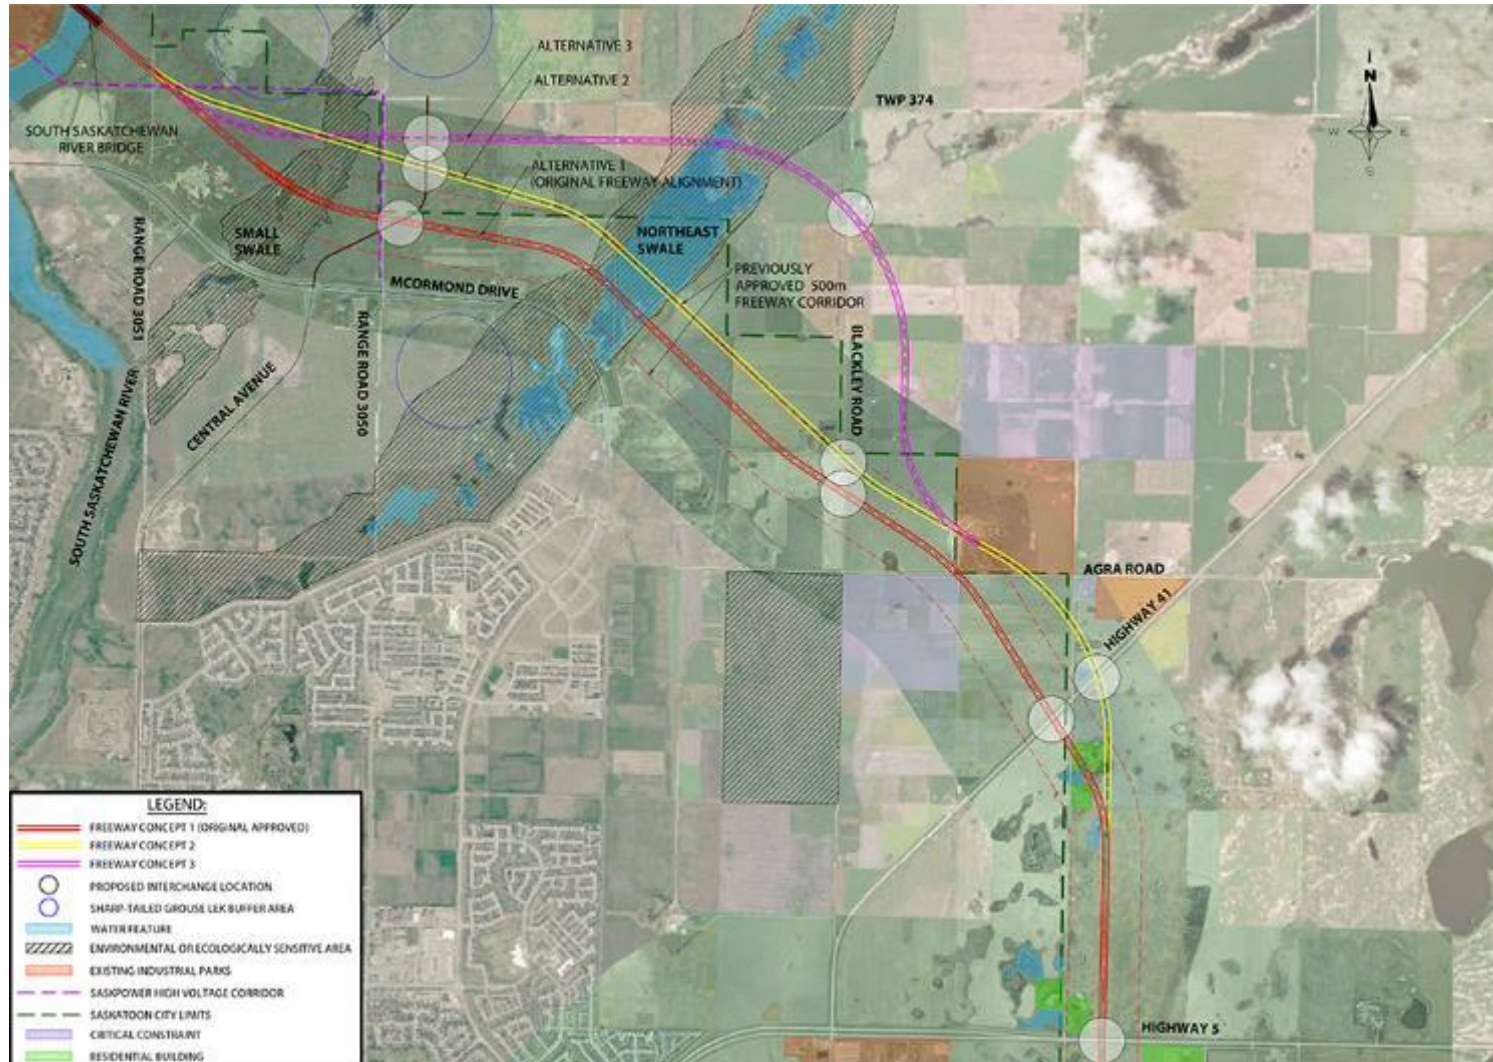 ALTERNATIVE 3
ALTERNATIVE 2
N
W E
S
TWP 374
SOUTH SASKATCHEWAN
RIVER BRIDGE
ALTERNATIVE 1
(ORIGINAL FREEWAY ALIGNMENT)
RANGE ROAD 3051
SMALL
SWALE
NORTHEAST
SWALE
PREVIOUSLY
APPROVED 500m
FREEWAY CORRIDOR
MCORMOND DRIVE
RANGE ROAD 3050
BLACKLEY ROAD
CENTRAL AVENUE
SOUTH SASKATCHEWAN RIVER
AGRA ROAD
HIGHWAY 41
HIGHWAY 5
LEGEND:
FREEWAY CONCEPT 1 (ORIGINAL APPROVED)
FREEWAY CONCEPT 2
FREEWAY CONCEPT 3
PROPOSED INTERCHANGE LOCATION
SHARP-TAILED GROUSE LEK BUFFER AREA
WATER FEATURE
ENVIRONMENTAL OR ECOLOGICALLY SENSITIVE AREA
EXISTING INDUSTRIAL PARKS
SASKPOWER HIGH VOLTAGE CORRIDOR
SASKATOON CITY LIMITS
CRITICAL CONSTRAINT
RESIDENTIAL BUILDING